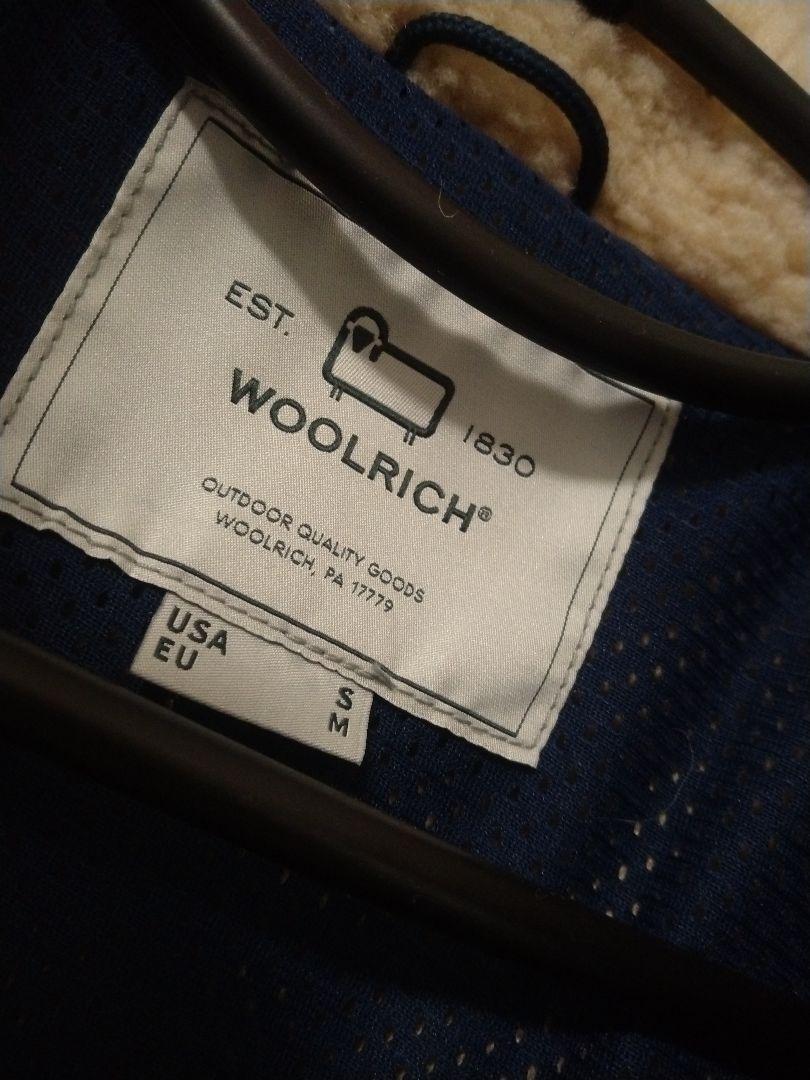 EST. 1830
WOOLRICH®
OUTDOOR QUALITY GOODS
WOOLRICH, PA 17779
USA S
EU M